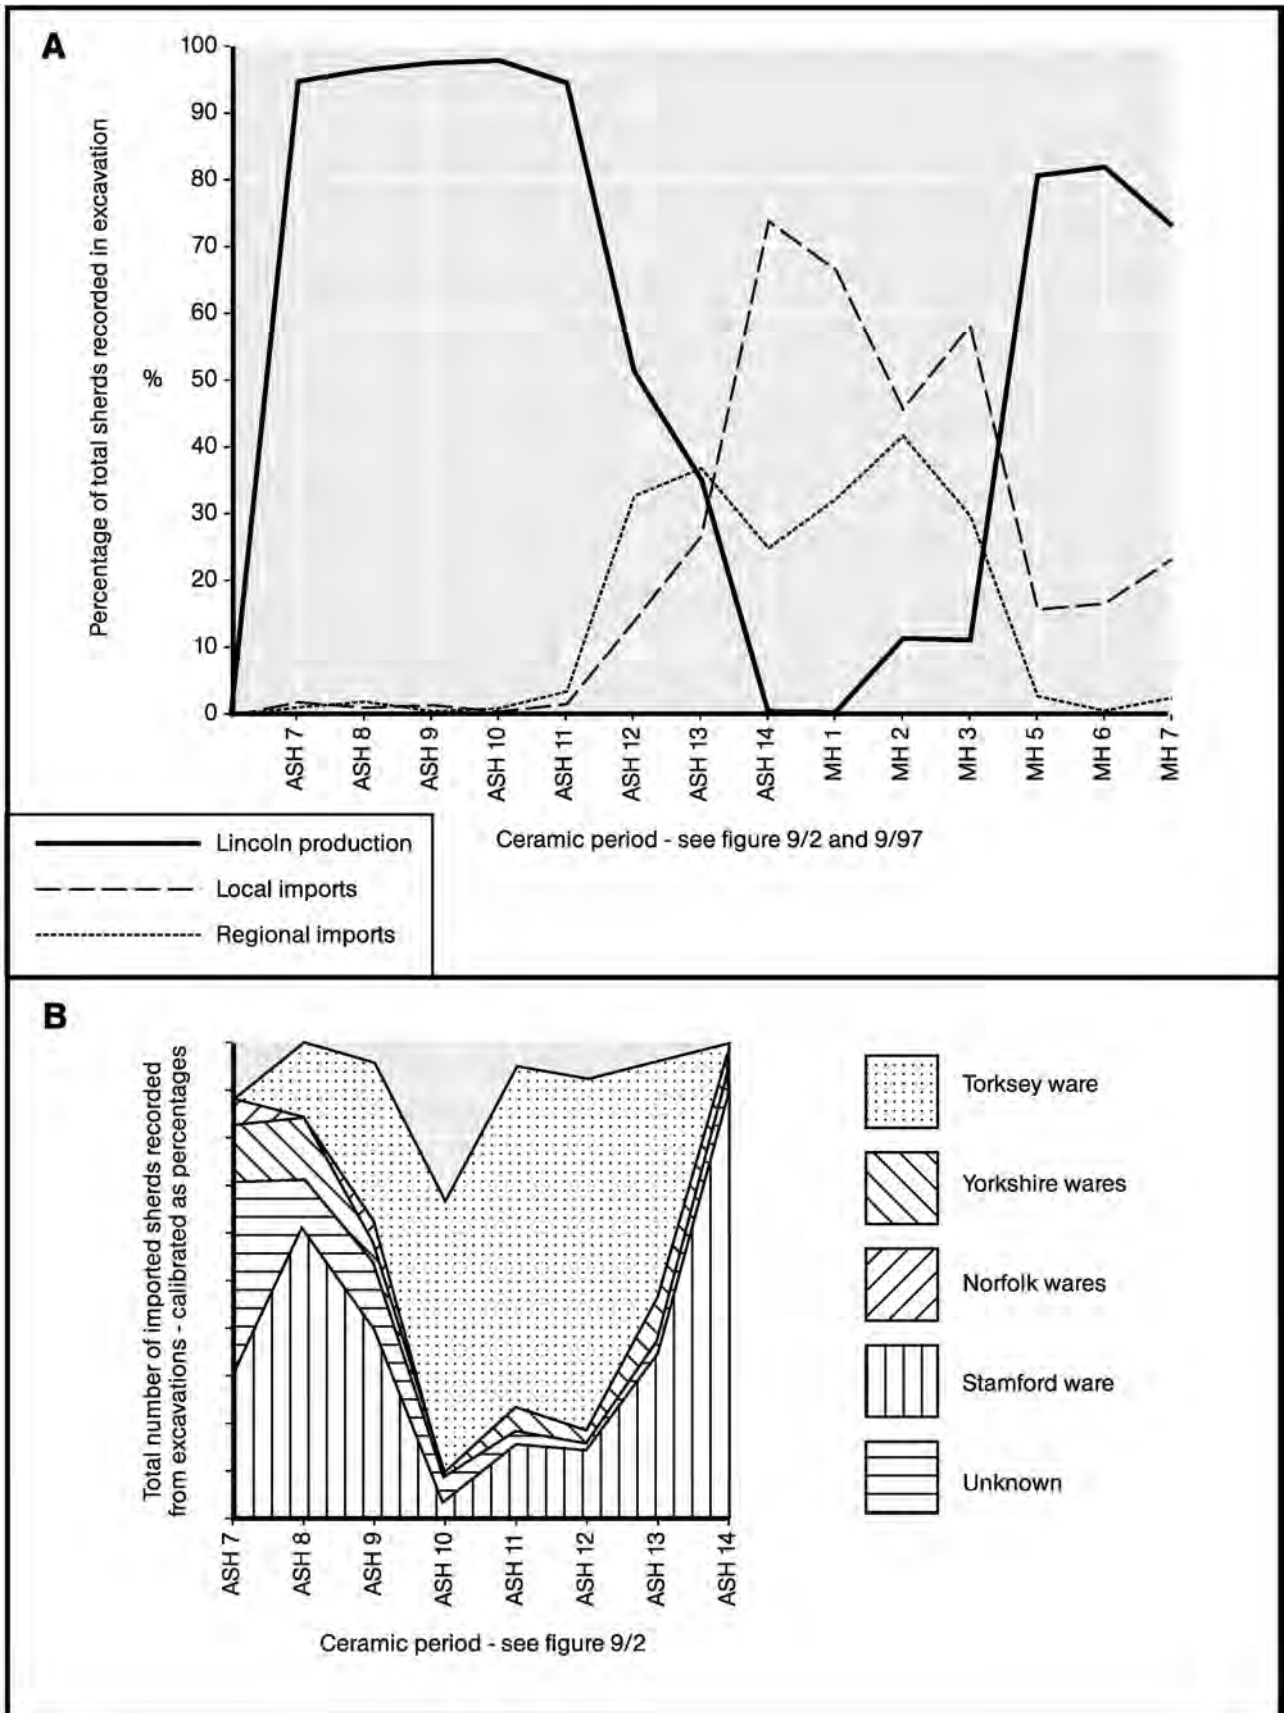 A
100
90
80
70
60
50
40
30
20
10
0
%
Percentage of total sherds recorded in excavation
ASH 7
ASH 8
ASH 9
ASH 10
ASH 11
ASH 12
ASH 13
ASH 14
MH 1
MH 2
MH 3
MH 5
MH 6
MH 7
Ceramic period - see figure 9/2 and 9/97
Lincoln production
Local imports
Regional imports
B
Total number of imported sherds recorded
from excavations - calibrated as percentages
ASH 7
ASH 8
ASH 9
ASH 10
ASH 11
ASH 12
ASH 13
ASH 14
Ceramic period - see figure 9/2
Torksey ware
Yorkshire wares
Norfolk wares
Stamford ware
Unknown